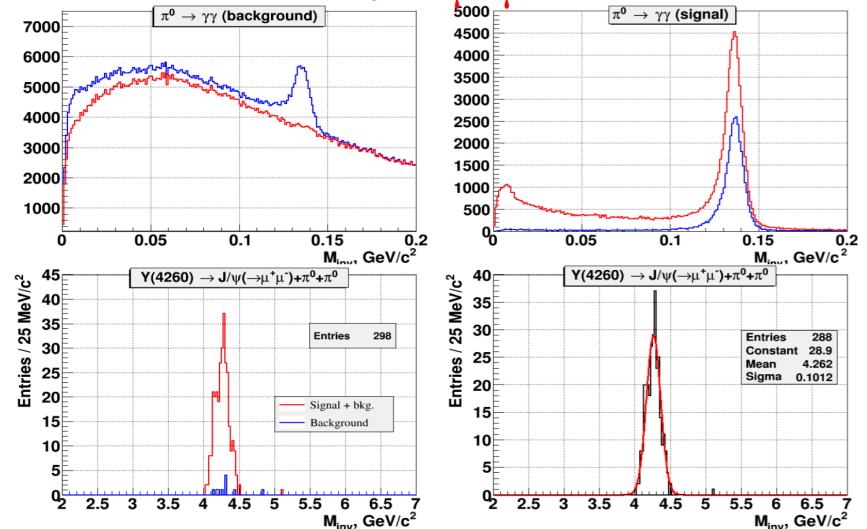 π⁰ → γγ (background)
7000
6000
5000
4000
3000
2000
1000
0 0.05 0.1 0.15 0.2
M_inv, GeV/c²
π⁰ → γγ (signal)
5000
4500
4000
3500
3000
2500
2000
1500
1000
500
0
0 0.05 0.1 0.15 0.2
M_inv, GeV/c²
Y(4260) → J/ψ(→μ⁺μ⁻)+π⁰+π⁰
Entries / 25 MeV/c²
45
40
35
30
25
20
15
10
5
0
Entries 298
Signal + bkg.
Background
2 2.5 3 3.5 4 4.5 5 5.5 6 6.5 7
M_inv, GeV/c²
Y(4260) → J/ψ(→μ⁺μ⁻)+π⁰+π⁰
Entries / 25 MeV/c²
40
35
30
25
20
15
10
5
0
Entries 288
Constant 28.9
Mean 4.262
Sigma 0.1012
2 2.5 3 3.5 4 4.5 5 5.5 6 6.5 7
M_inv, GeV/c²